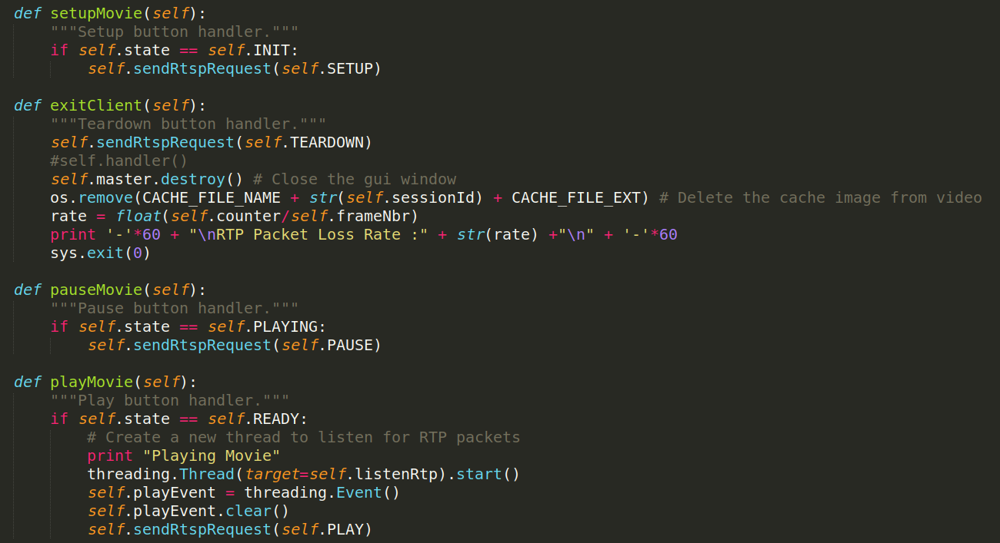 def setupMovie(self):
    """Setup button handler."""
    if self.state == self.INIT:
        self.sendRtspRequest(self.SETUP)

def exitClient(self):
    """Teardown button handler."""
    self.sendRtspRequest(self.TEARDOWN)
    #self.handler()
    self.master.destroy() # Close the gui window
    os.remove(CACHE_FILE_NAME + str(self.sessionId) + CACHE_FILE_EXT) # Delete the cache image from video
    rate = float(self.counter/self.frameNbr)
    print '-'*60 + "\nRTP Packet Loss Rate :" + str(rate) +"\n" + '-'*60
    sys.exit(0)

def pauseMovie(self):
    """Pause button handler."""
    if self.state == self.PLAYING:
        self.sendRtspRequest(self.PAUSE)

def playMovie(self):
    """Play button handler."""
    if self.state == self.READY:
        # Create a new thread to listen for RTP packets
        print "Playing Movie"
        threading.Thread(target=self.listenRtp).start()
        self.playEvent = threading.Event()
        self.playEvent.clear()
        self.sendRtspRequest(self.PLAY)